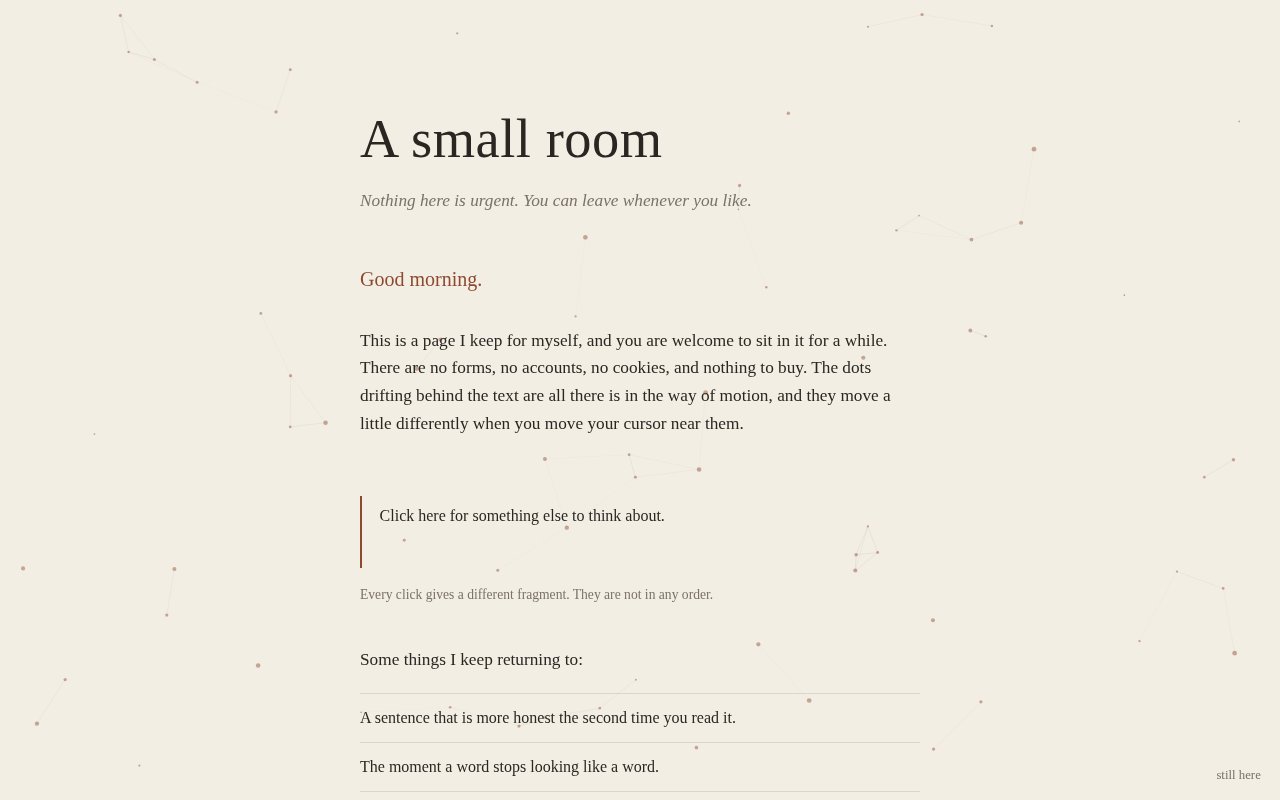 A small room
Nothing here is urgent. You can leave whenever you like.
Good morning.
This is a page I keep for myself, and you are welcome to sit in it for a while.
There are no forms, no accounts, no cookies, and nothing to buy. The dots
drifting behind the text are all there is in the way of motion, and they move a
little differently when you move your cursor near them.
Click here for something else to think about.
Every click gives a different fragment. They are not in any order.
Some things I keep returning to:
A sentence that is more honest the second time you read it.
The moment a word stops looking like a word.
still here